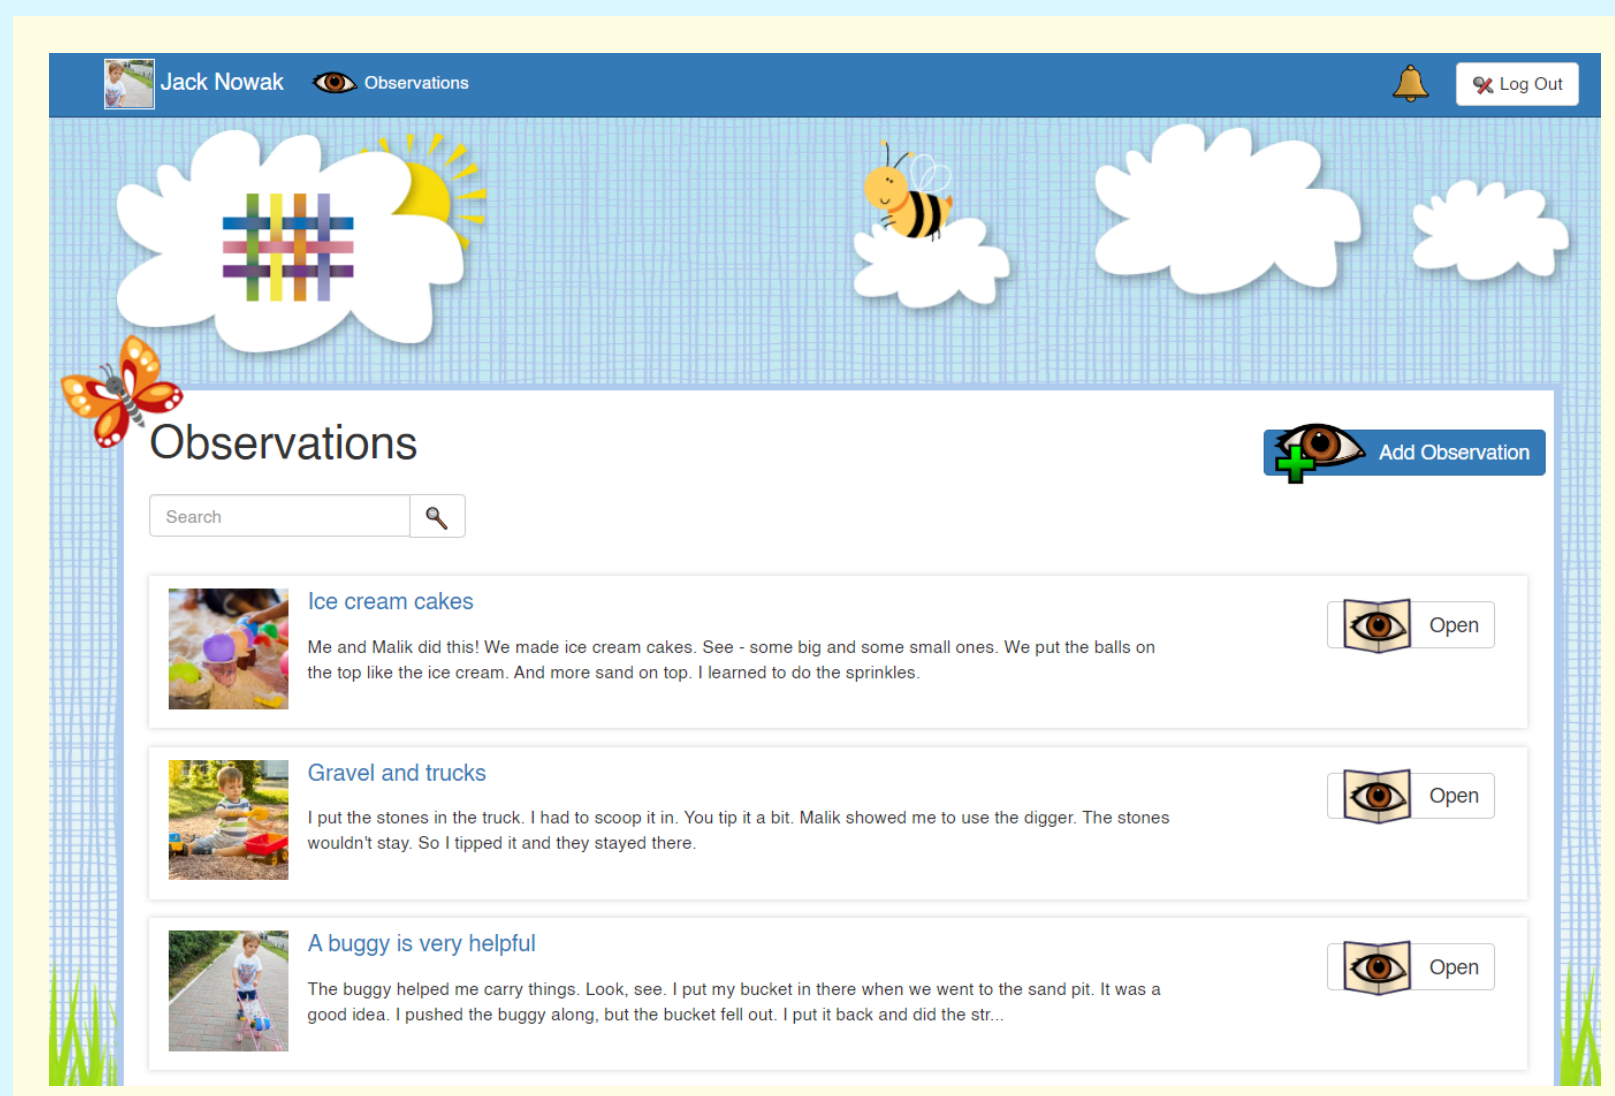 Jack Nowak
Observations
Log Out
Observations
Add Observation
Search
Ice cream cakes
Me and Malik did this! We made ice cream cakes. See - some big and some small ones. We put the balls on
the top like the ice cream. And more sand on top. I learned to do the sprinkles.
Open
Gravel and trucks
I put the stones in the truck. I had to scoop it in. You tip it a bit. Malik showed me to use the digger. The stones
wouldn't stay. So I tipped it and they stayed there.
Open
A buggy is very helpful
The buggy helped me carry things. Look, see. I put my bucket in there when we went to the sand pit. It was a
good idea. I pushed the buggy along, but the bucket fell out. I put it back and did the str...
Open